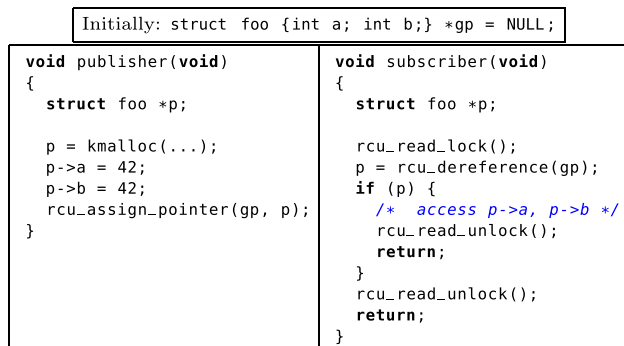 Initially: struct foo {int a; int b;} *gp = NULL;
void publisher(void)
{
struct foo *p;
p = kmalloc(...);
p->a = 42;
p->b = 42;
rcu_assign_pointer(gp, p);
}
void subscriber(void)
{
struct foo *p;
rcu_read_lock();
p = rcu_dereference(gp);
if (p) {
/* access p->a, p->b */
rcu_read_unlock();
return;
}
rcu_read_unlock();
return;
}